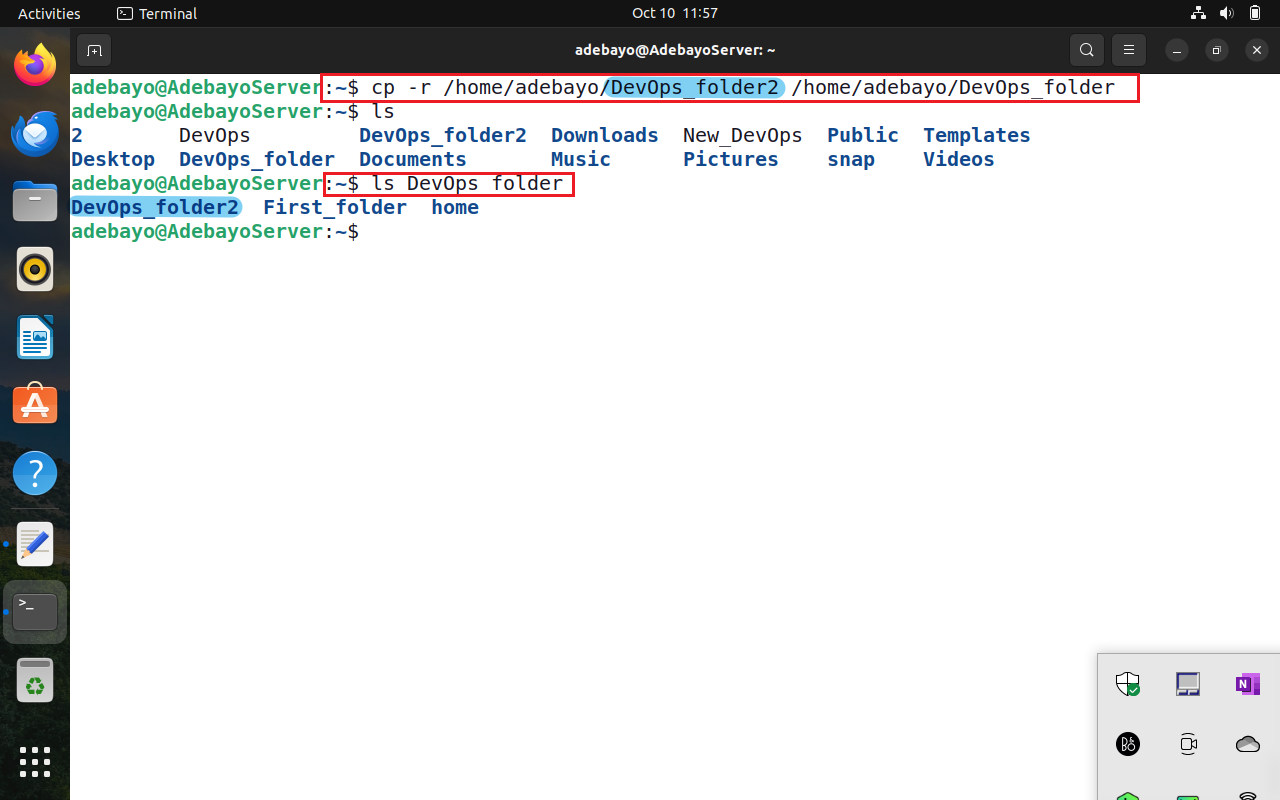 Activities Terminal Oct 10 11:57
adebayo@AdebayoServer: ~
adebayo@AdebayoServer:~$ cp -r /home/adebayo/DevOps_folder2 /home/adebayo/DevOps_folder
adebayo@AdebayoServer:~$ ls
2 DevOps DevOps_folder2 Downloads New_DevOps Public Templates
Desktop DevOps_folder Documents Music Pictures snap Videos
adebayo@AdebayoServer:~$ ls DevOps_folder
DevOps_folder2 First_folder home
adebayo@AdebayoServer:~$